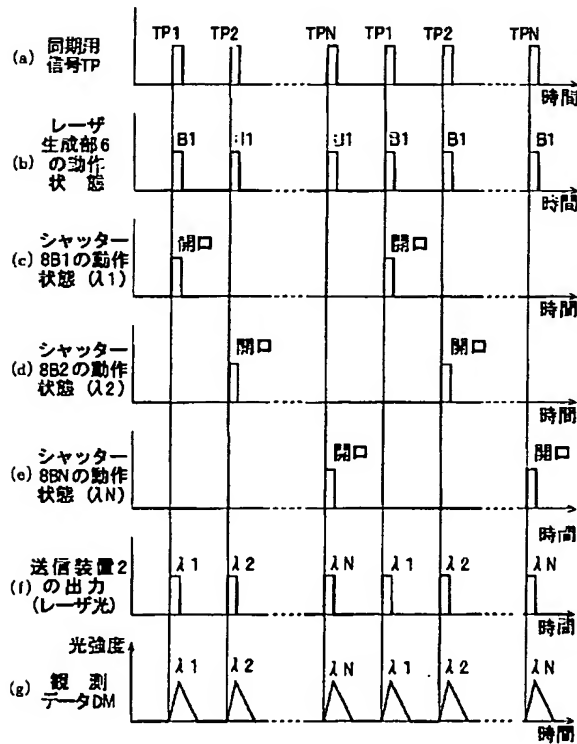 TP1 TP2 TPN TP1 TP2 TPN
(a) 同期用
信号TP
時間
レーザ
生成部6
(b) の動作
状態
B1 B1 B1 B1 B1
時間
シャッター
(c) 8B1の動作
状態(λ1)
開口 開口
時間
シャッター
(d) 8B2の動作
状態(λ2)
開口 開口
時間
シャッター
(e) 8BNの動作
状態(λN)
開口 開口
時間
送信装置2
(f) の出力
(レーザ光)
λ1 λ2 λN λ1 λ2 λN
時間
光強度
(g) 観測
データDM
λ1 λ2 λN λ1 λ2 λN
時間